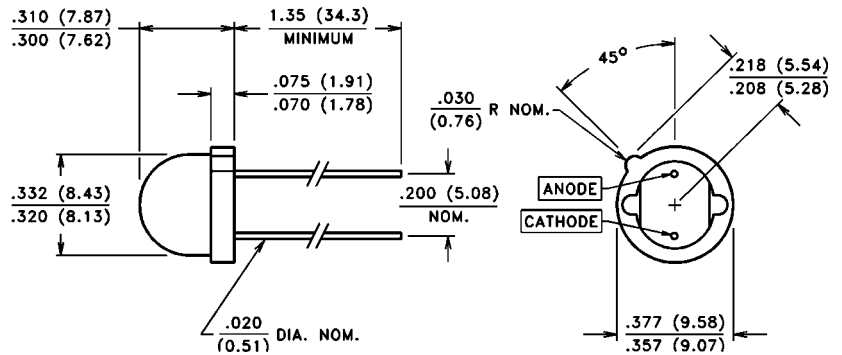 .310 (7.87)
.300 (7.62)
1.35 (34.3)
MINIMUM
.075 (1.91)
.070 (1.78)
.332 (8.43)
.320 (8.13)
.200 (5.08)
NOM.
.020
(0.51)
DIA. NOM.
45°
.218 (5.54)
.208 (5.28)
.030
(0.76)
R NOM.
ANODE
CATHODE
.377 (9.58)
.357 (9.07)